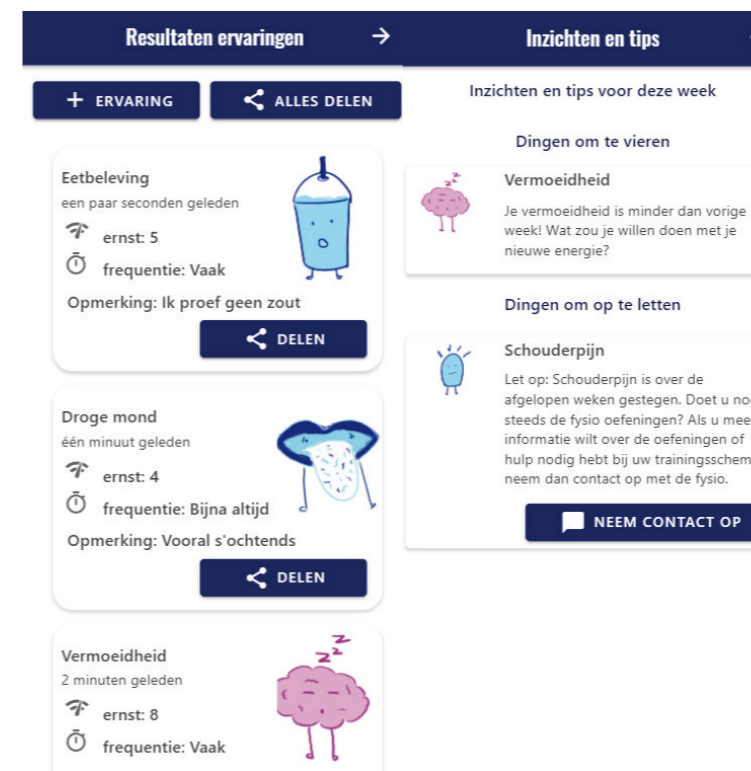 Resultaten ervaringen
+ ERVARING
ALLES DELEN
Eetbeleving
een paar seconden geleden
ernst: 5
frequentie: Vaak
Opmerking: Ik proef geen zout
DELEN
Droge mond
één minuut geleden
ernst: 4
frequentie: Bijna altijd
Opmerking: Vooral s'ochtends
DELEN
Vermoeidheid
2 minuten geleden
ernst: 8
frequentie: Vaak
Inzichten en tips
Inzichten en tips voor deze week
Dingen om te vieren
Vermoeidheid
Je vermoeidheid is minder dan vorige
week! Wat zou je willen doen met je
nieuwe energie?
Dingen om op te letten
Schouderpijn
Let op: Schouderpijn is over de
afgelopen weken gestegen. Doet u
steeds de fysio oefeningen? Als u
informatie wilt over de oefeningen of
hulp nodig hebt bij uw
neem dan contact op met de fysio.
NEEM CONTACT OP